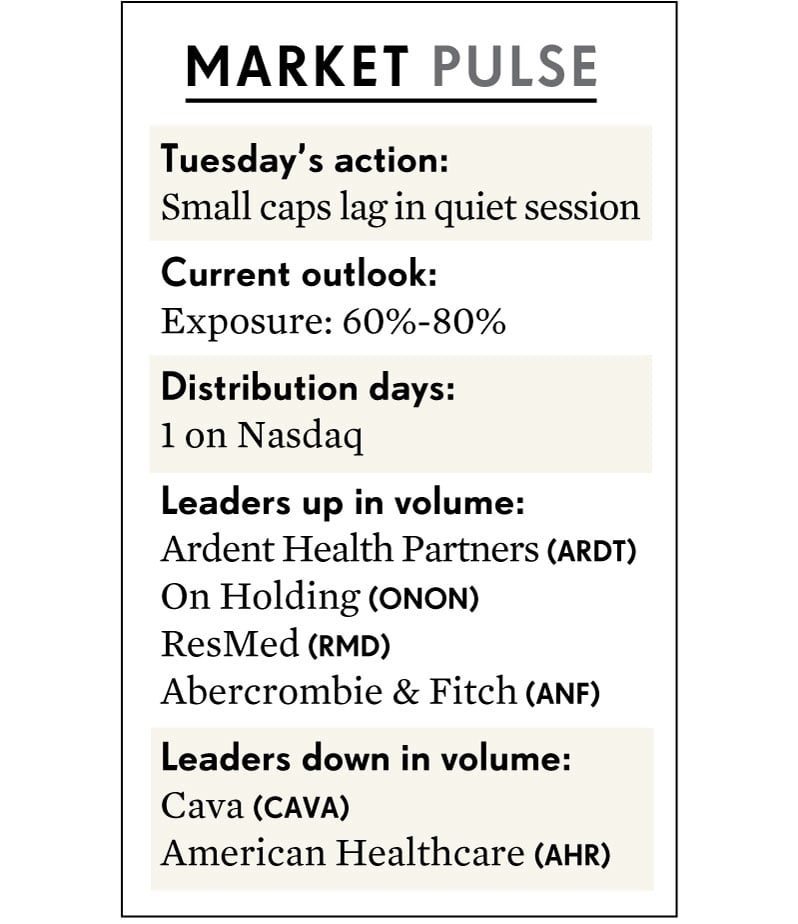 MARKET PULSE
Tuesday's action:
Small caps lag in quiet session
Current outlook:
Exposure: 60%-80%
Distribution days:
1 on Nasdaq
Leaders up in volume:
Ardent Health Partners (ARDT)
On Holding (ONON)
ResMed (RMD)
Abercrombie & Fitch (ANF)
Leaders down in volume:
Cava (CAVA)
American Healthcare (AHR)